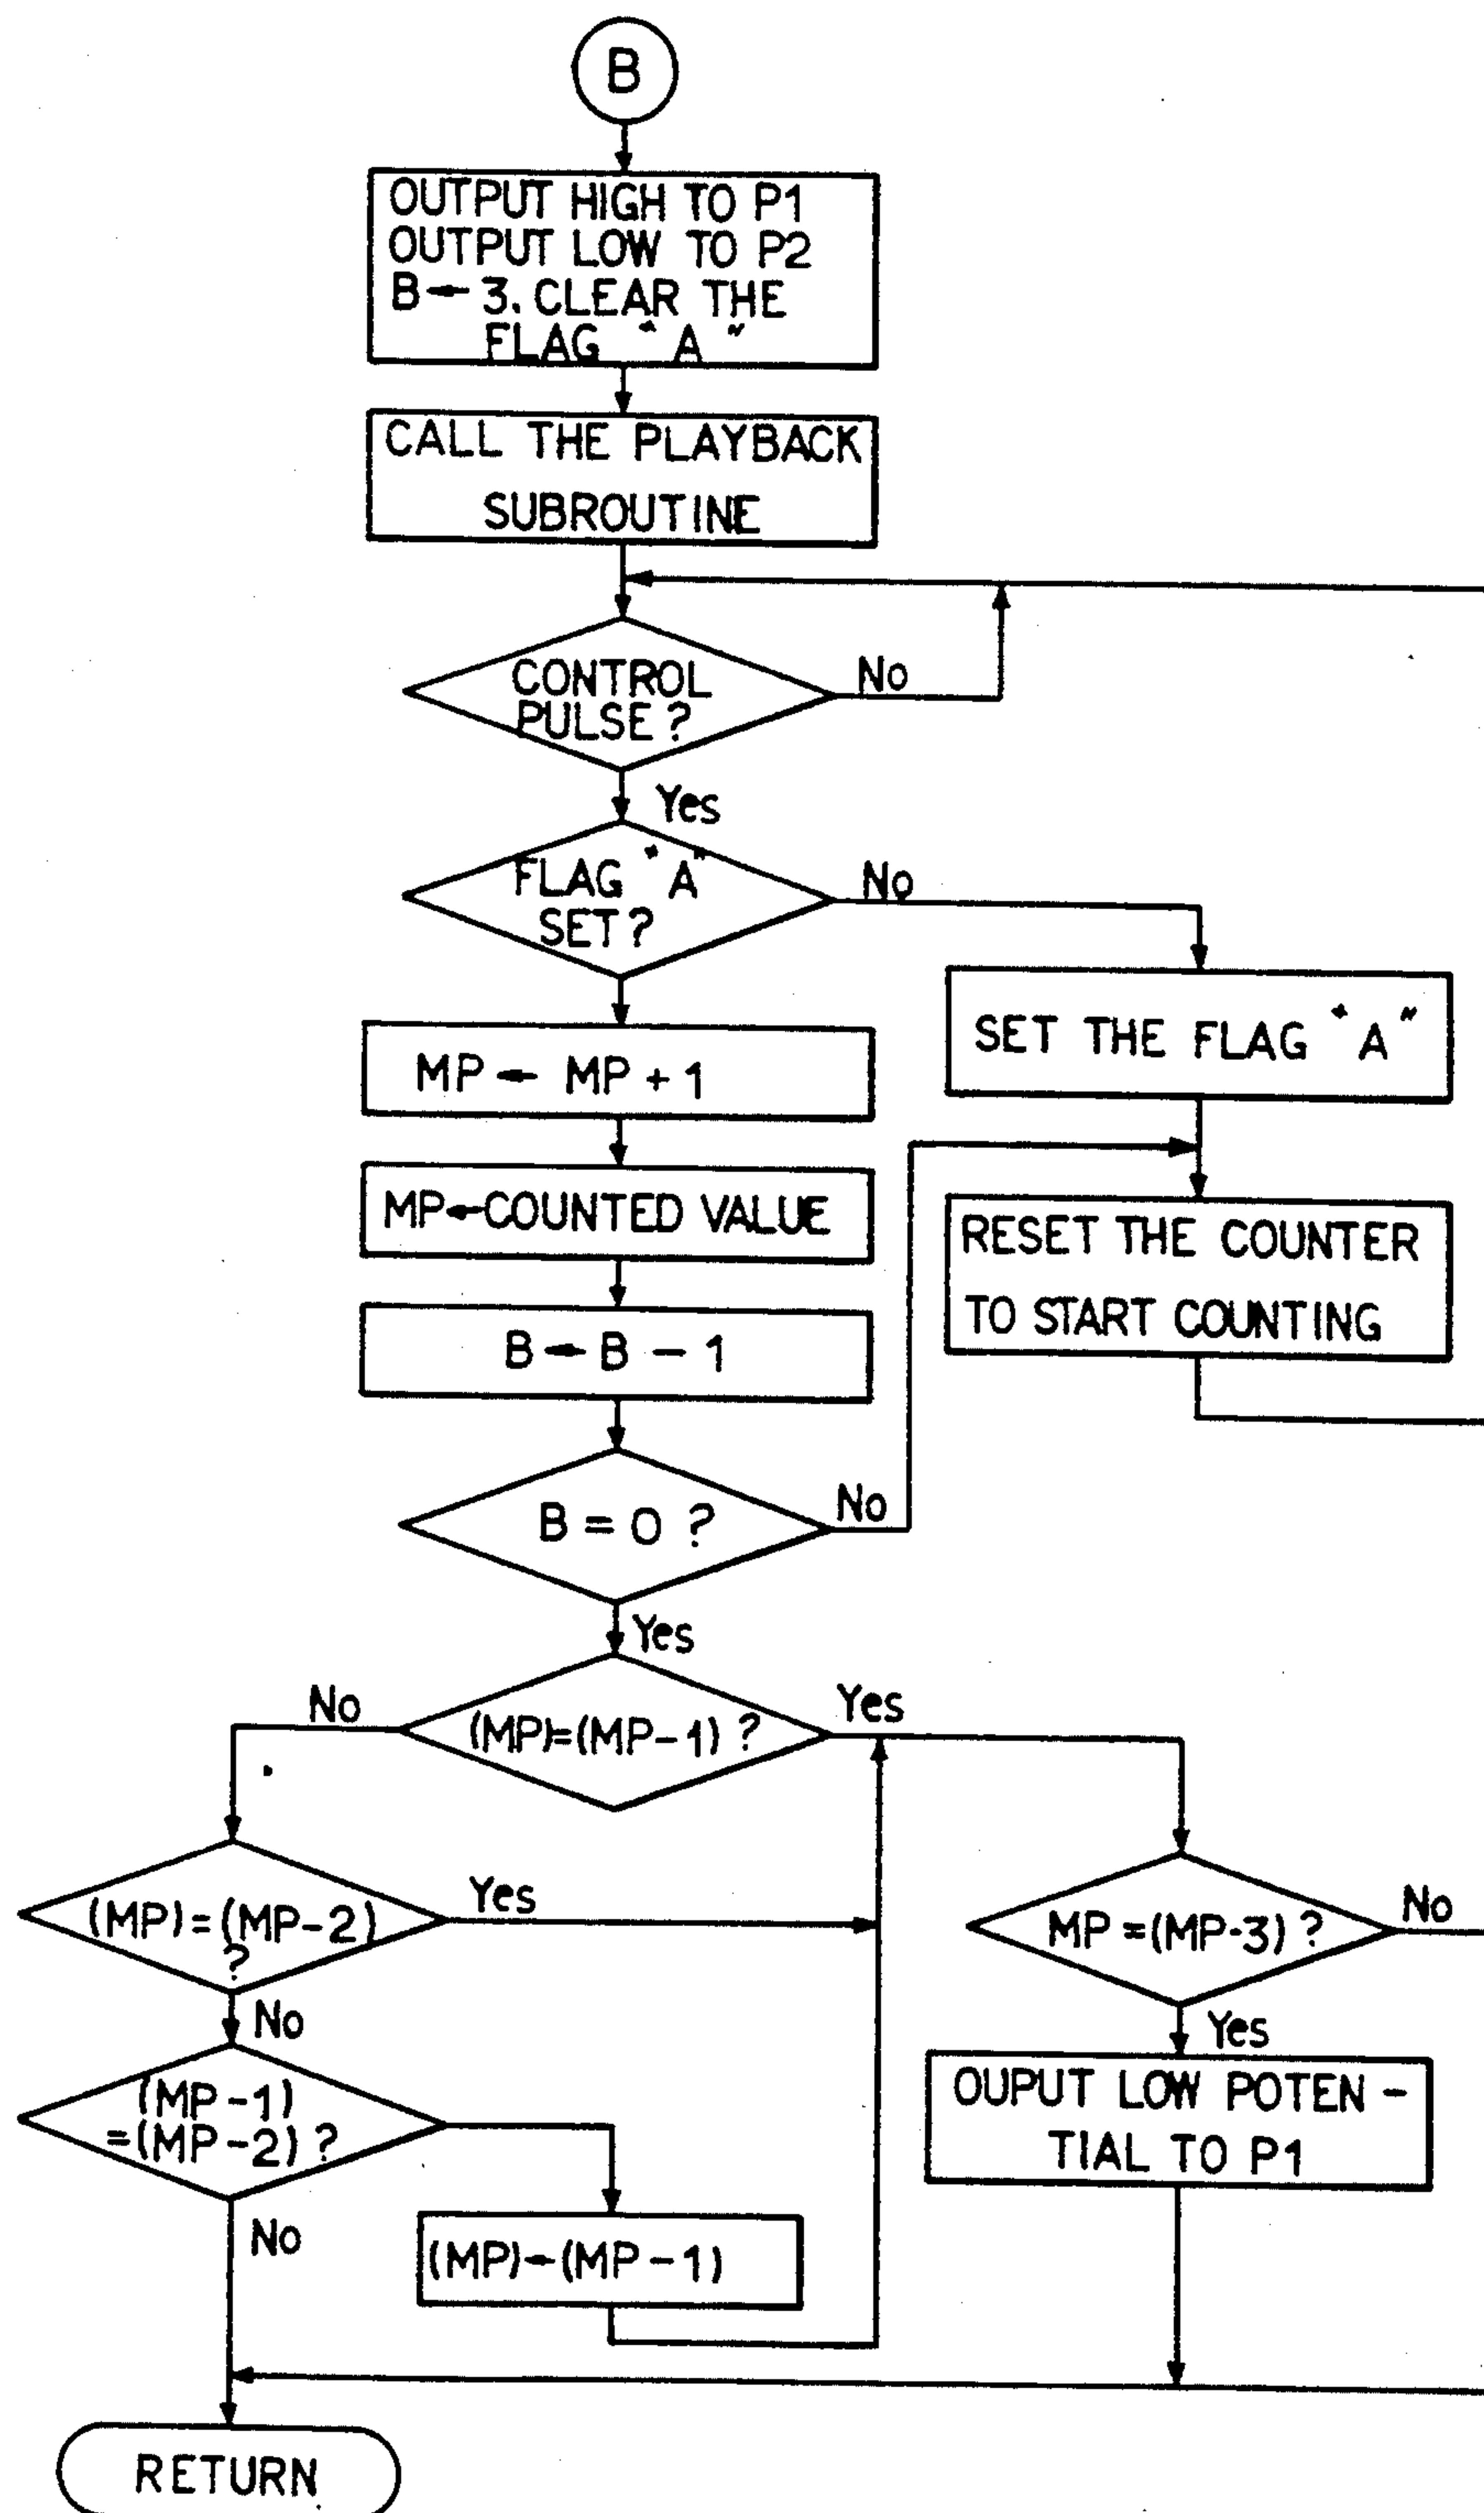 B
OUTPUT HIGH TO P1
OUTPUT LOW TO P2
B ← 3. CLEAR THE
FLAG "A"
CALL THE PLAYBACK
SUBROUTINE
CONTROL
PULSE ?
No
Yes
FLAG "A"
SET ?
No
SET THE FLAG "A"
MP ← MP + 1
MP ← COUNTED VALUE
RESET THE COUNTER
TO START COUNTING
B ← B - 1
B = 0 ?
No
Yes
(MP)=(MP-1) ?
No
Yes
(MP)=(MP-2)
?
Yes
No
MP=(MP-3) ?
No
Yes
(MP-1)
=(MP-2) ?
No
OUPUT LOW POTEN-
TIAL TO P1
(MP)←(MP-1)
RETURN